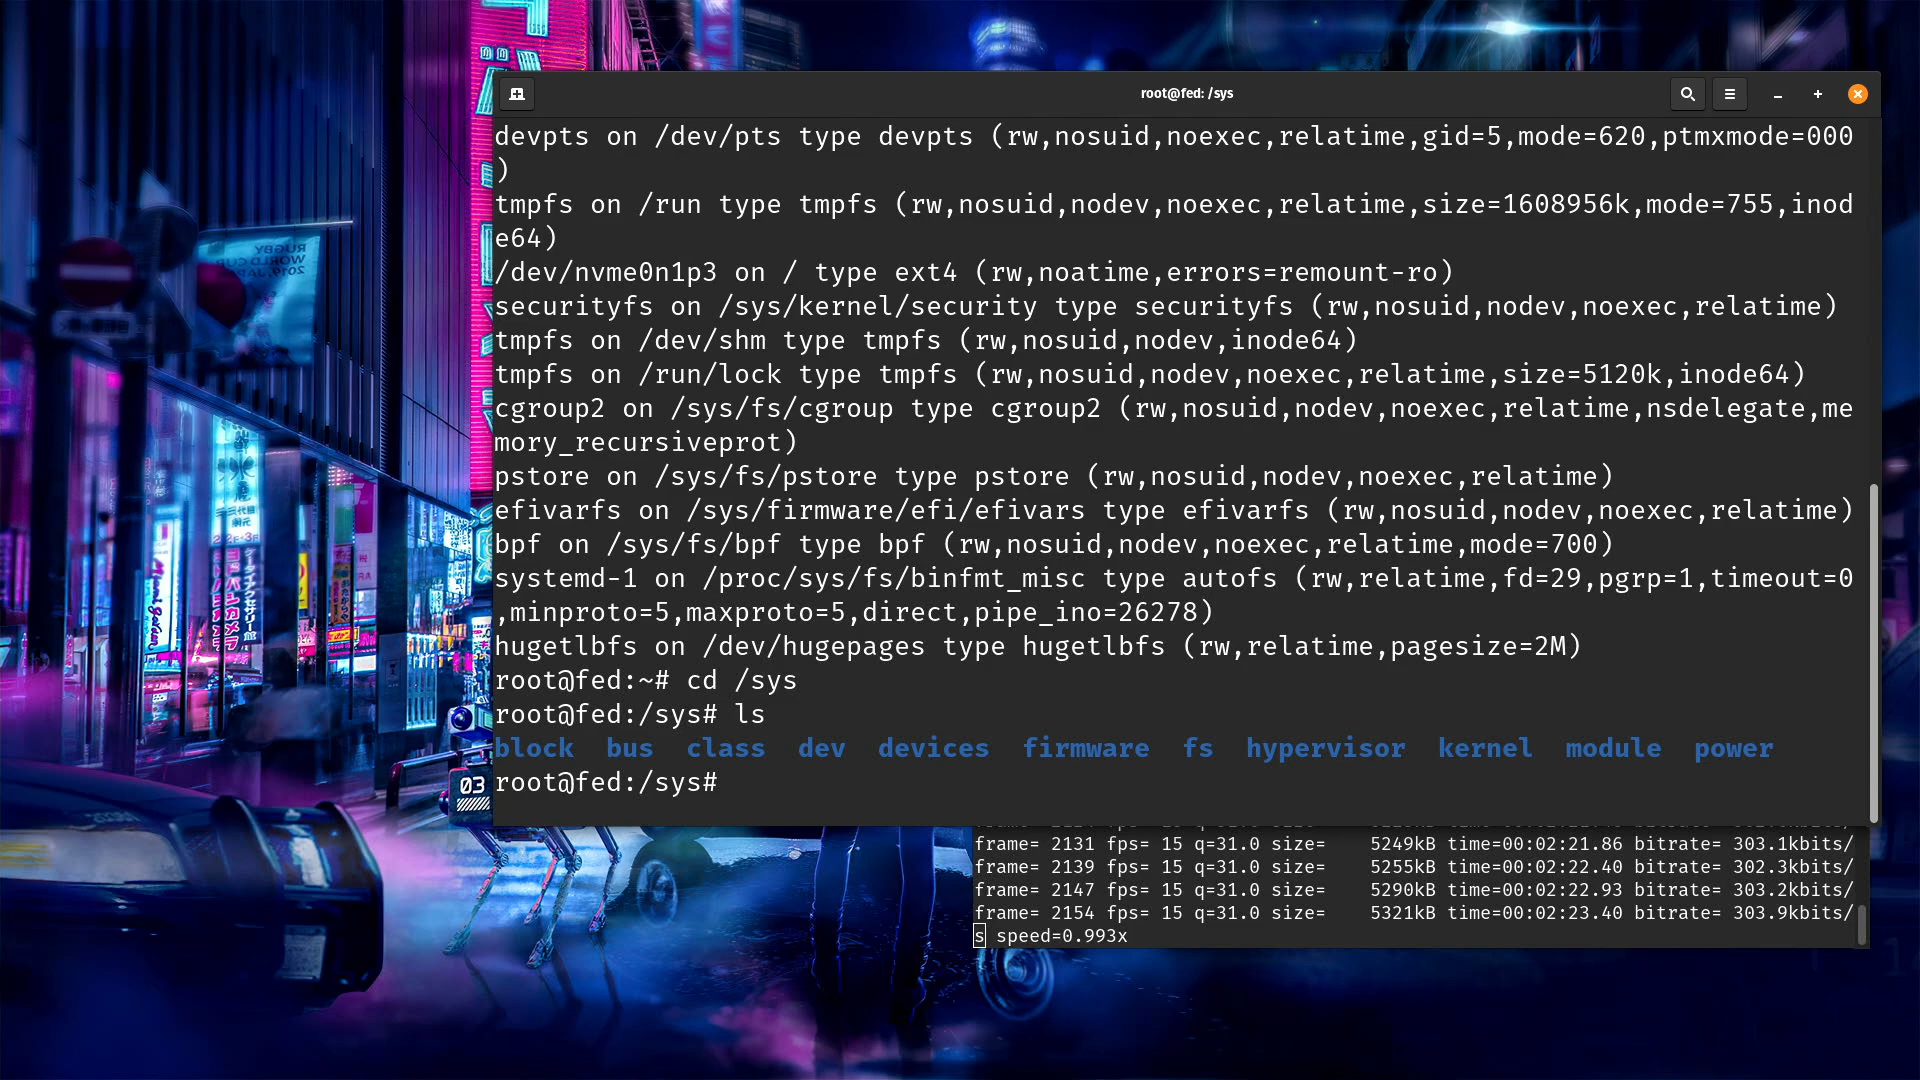 root@fed: /sys
devpts on /dev/pts type devpts (rw,nosuid,noexec,relatime,gid=5,mode=620,ptmxmode=000
)
tmpfs on /run type tmpfs (rw,nosuid,nodev,noexec,relatime,size=1608956k,mode=755,inod
e64)
/dev/nvme0n1p3 on / type ext4 (rw,noatime,errors=remount-ro)
securityfs on /sys/kernel/security type securityfs (rw,nosuid,nodev,noexec,relatime)
tmpfs on /dev/shm type tmpfs (rw,nosuid,nodev,inode64)
tmpfs on /run/lock type tmpfs (rw,nosuid,nodev,noexec,relatime,size=5120k,inode64)
cgroup2 on /sys/fs/cgroup type cgroup2 (rw,nosuid,nodev,noexec,relatime,nsdelegate,me
mory_recursiveprot)
pstore on /sys/fs/pstore type pstore (rw,nosuid,nodev,noexec,relatime)
efivarfs on /sys/firmware/efi/efivars type efivarfs (rw,nosuid,nodev,noexec,relatime)
bpf on /sys/fs/bpf type bpf (rw,nosuid,nodev,noexec,relatime,mode=700)
systemd-1 on /proc/sys/fs/binfmt_misc type autofs (rw,relatime,fd=29,pgrp=1,timeout=0
,minproto=5,maxproto=5,direct,pipe_ino=26278)
hugetlbfs on /dev/hugepages type hugetlbfs (rw,relatime,pagesize=2M)
root@fed:~# cd /sys
root@fed:/sys# ls
block  bus  class  dev  devices  firmware  fs  hypervisor  kernel  module  power
root@fed:/sys#
frame= 2131 fps= 15 q=31.0 size=    5249kB time=00:02:21.86 bitrate= 303.1kbits/
frame= 2139 fps= 15 q=31.0 size=    5255kB time=00:02:22.40 bitrate= 302.3kbits/
frame= 2147 fps= 15 q=31.0 size=    5290kB time=00:02:22.93 bitrate= 303.2kbits/
frame= 2154 fps= 15 q=31.0 size=    5321kB time=00:02:23.40 bitrate= 303.9kbits/
s speed=0.993x
RUGBY
WORLD CUP
2019, JAPAN
03